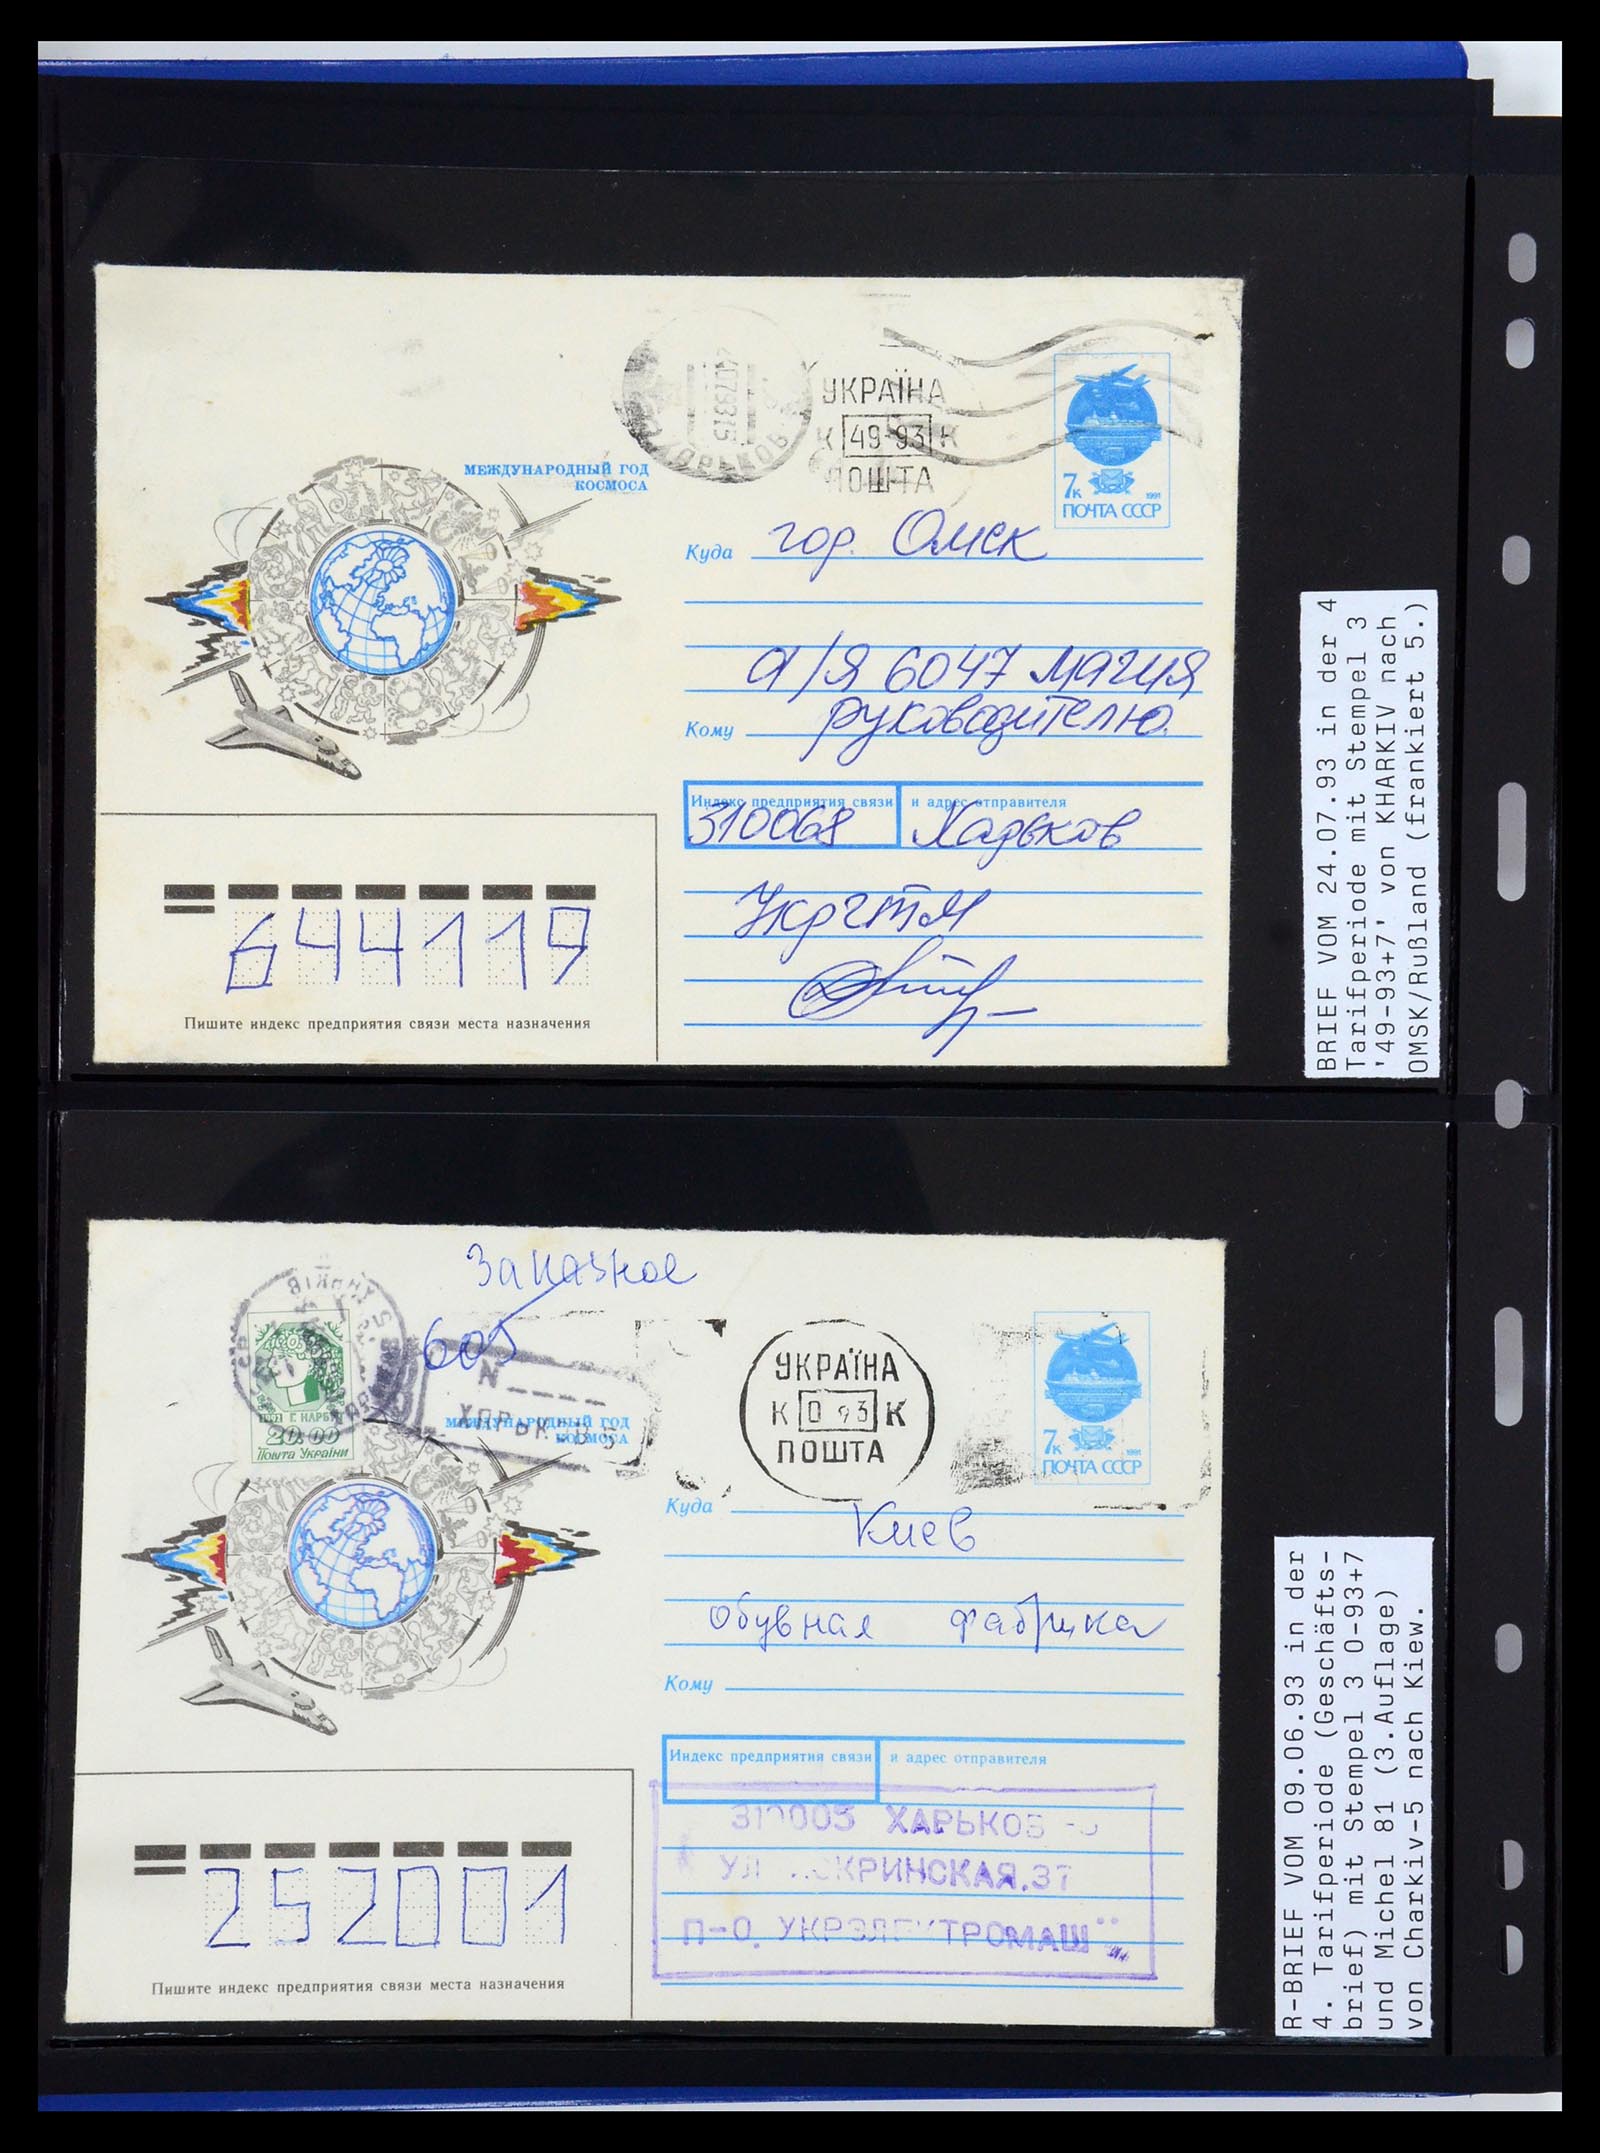 УКРАЇНА
К 49-93 К
ПОШТА
МЕЖДУНАРОДНЫЙ ГОД
КОСМОСА
7к
1991
ПОЧТА СССР
Куда гор. Омск
а/я 6047 магия
Кому руководителю.
Индекс предприятия связи и адрес отправителя
310068 Харьков
644119
Пишите индекс предприятия связи места назначения
BRIEF VOM 24.07.93 in der 4
Tarifperiode mit Stempel 3
'49-93+7' von KHARKIV nach
OMSK/Rußland (frankiert 5.)
Заказное
605
N
20.00
Пошта України
МЕЖДУНАРОДНЫЙ ГОД
КОСМОСА
УКРАЇНА
К 0 93 К
ПОШТА
7к
1991
ПОЧТА СССР
Куда
Киев
Обувная фабрика
Кому
Индекс предприятия связи и адрес отправителя
310005 ХАРЬКОВ
П-О.
252001
Пишите индекс предприятия связи места назначения
R-BRIEF VOM 09.06.93 in der
4. Tarifperiode (Geschäfts-
brief) mit Stempel 3 0-93+7
und Michel 81 (3.Auflage)
von Charkiv-5 nach Kiew.